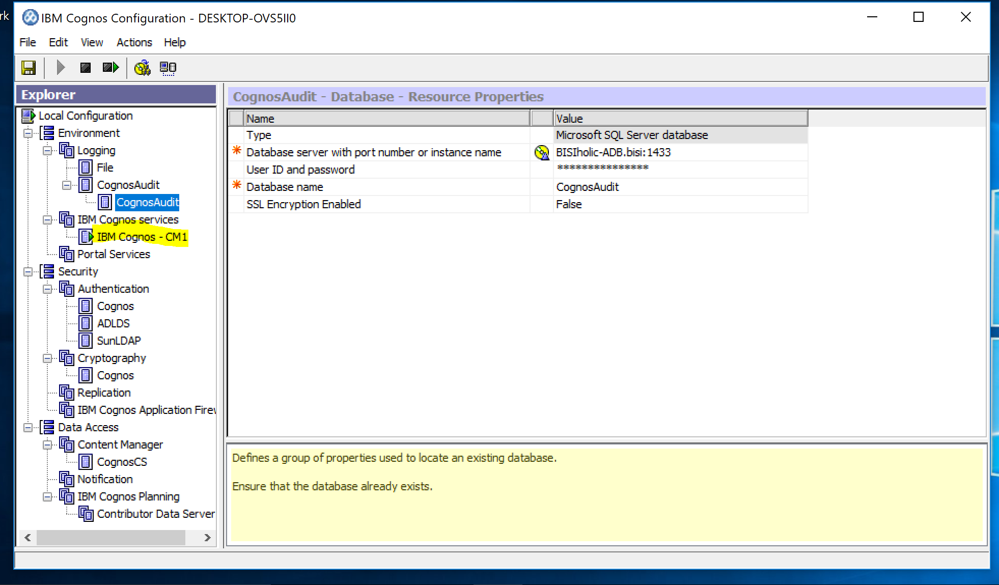 rk
IBM Cognos Configuration - DESKTOP-OVS5II0
File Edit View Actions Help
Explorer
Local Configuration
Environment
Logging
File
CognosAudit
CognosAudit
IBM Cognos services
IBM Cognos - CM1
Portal Services
Security
Authentication
Cognos
ADLDS
SunLDAP
Cryptography
Cognos
Replication
IBM Cognos Application Firew
Data Access
Content Manager
CognosCS
Notification
IBM Cognos Planning
Contributor Data Server
CognosAudit - Database - Resource Properties
Name Value
Type Microsoft SQL Server database
* Database server with port number or instance name BISIholic-ADB.bisi:1433
User ID and password ***************
* Database name CognosAudit
SSL Encryption Enabled False
Defines a group of properties used to locate an existing database.
Ensure that the database already exists.